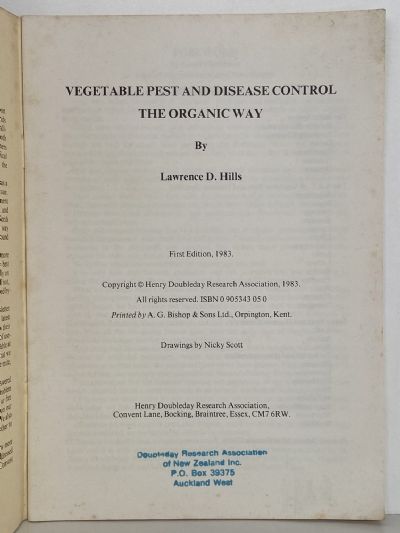 VEGETABLE PEST AND DISEASE CONTROL
THE ORGANIC WAY
By
Lawrence D. Hills
First Edition, 1983.
Copyright © Henry Doubleday Research Association, 1983.
All rights reserved. ISBN 0 905343 05 0
Printed by A. G. Bishop & Sons Ltd., Orpington, Kent.
Drawings by Nicky Scott
Henry Doubleday Research Association,
Convent Lane, Bocking, Braintree, Essex, CM7 6RW.
Doubleday Research Association
of New Zealand Inc.
P.O. Box 39375
Auckland West